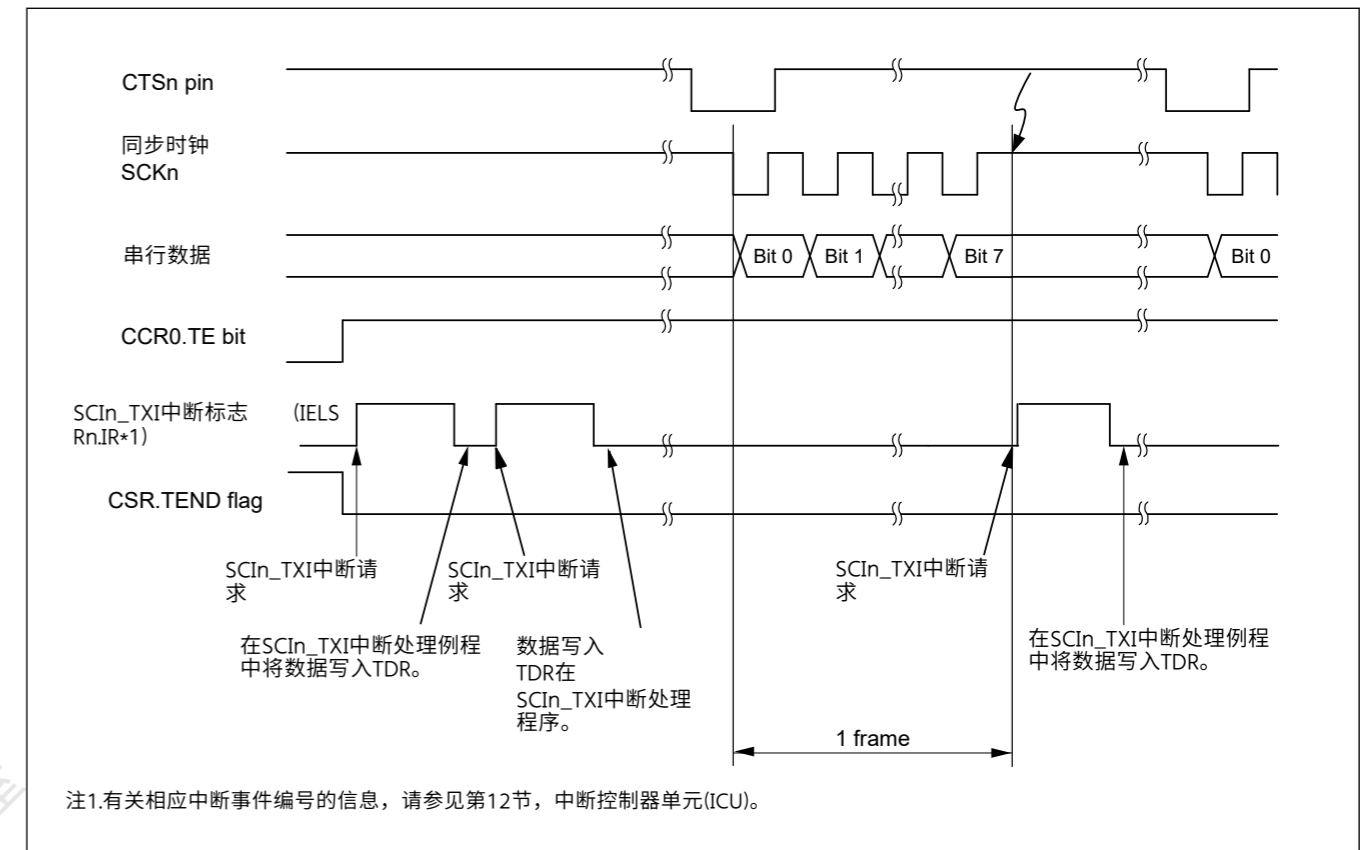 CTSn pin
同步时钟
SCKn
串行数据
Bit 0
Bit 1
Bit 7
Bit 0
CCR0.TE bit
SCIn_TXI中断标志 (IELS
Rn.IR*1)
CSR.TEND flag
SCIn_TXI中断请
求
SCIn_TXI中断请
求
SCIn_TXI中断请
求
在SCIn_TXI中断处理例程
中将数据写入TDR。
数据写入
TDR在
SCIn_TXI中断处理
程序。
在SCIn_TXI中断处理例程
中将数据写入TDR。
1 frame
注1.有关相应中断事件编号的信息，请参见第12节，中断控制器单元(ICU)。